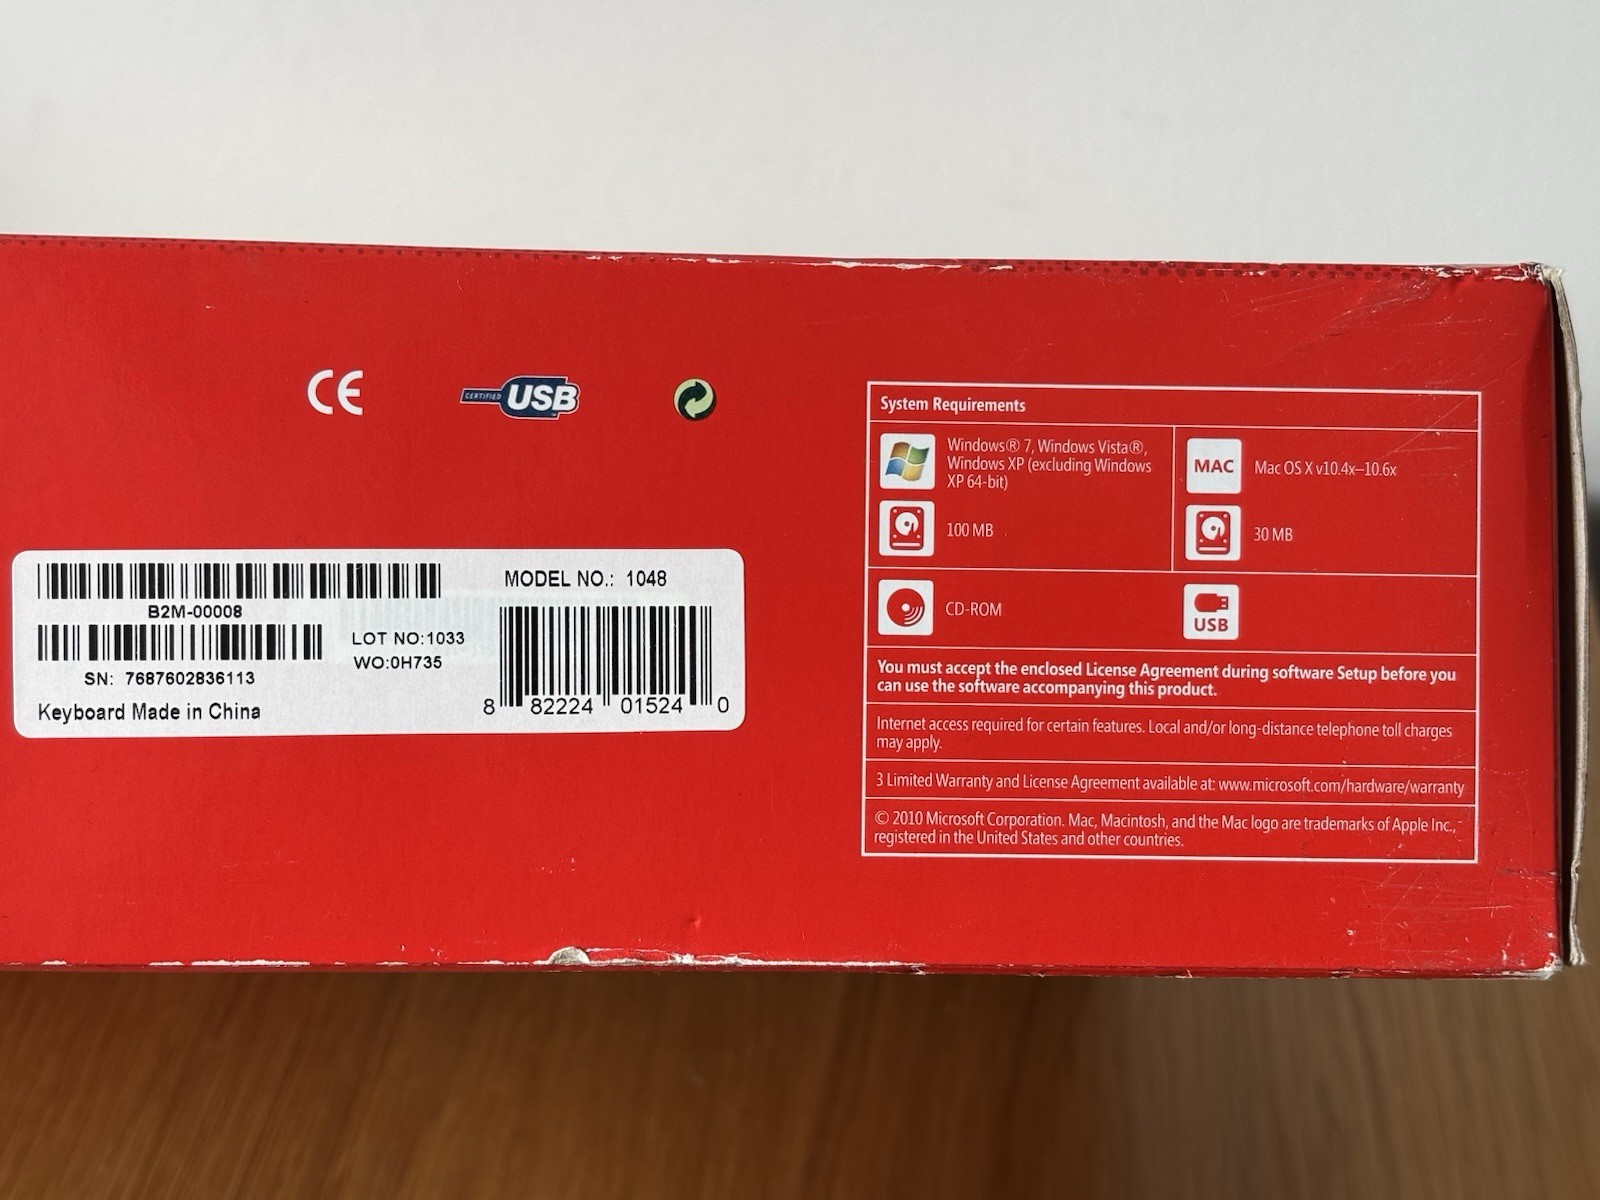 CE
CERTIFIED USB
B2M-00008
SN: 7687602836113
Keyboard Made in China
LOT NO:1033
WO:0H735
MODEL NO.: 1048
8 82224 01524 0
System Requirements
Windows® 7, Windows Vista®,
Windows XP (excluding Windows
XP 64-bit)
100 MB
MAC
Mac OS X v10.4x–10.6x
30 MB
CD-ROM
USB
You must accept the enclosed License Agreement during software Setup before you
can use the software accompanying this product.
Internet access required for certain features. Local and/or long-distance telephone toll charges
may apply.
3 Limited Warranty and License Agreement available at: www.microsoft.com/hardware/warranty
© 2010 Microsoft Corporation. Mac, Macintosh, and the Mac logo are trademarks of Apple Inc.,
registered in the United States and other countries.